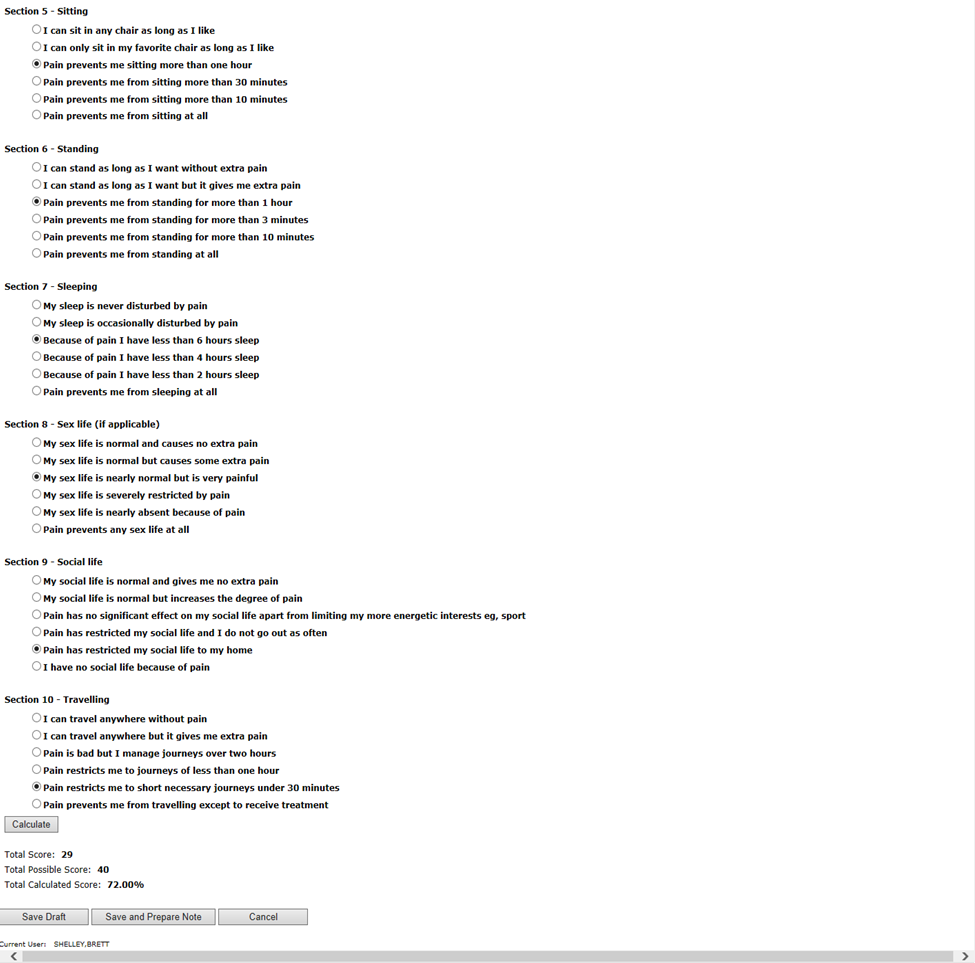 Section 5 - Sitting
I can sit in any chair as long as I like
I can only sit in my favorite chair as long as I like
Pain prevents me sitting more than one hour
Pain prevents me from sitting more than 30 minutes
Pain prevents me from sitting more than 10 minutes
Pain prevents me from sitting at all
Section 6 - Standing
I can stand as long as I want without extra pain
I can stand as long as I want but it gives me extra pain
Pain prevents me from standing for more than 1 hour
Pain prevents me from standing for more than 3 minutes
Pain prevents me from standing for more than 10 minutes
Pain prevents me from standing at all
Section 7 - Sleeping
My sleep is never disturbed by pain
My sleep is occasionally disturbed by pain
Because of pain I have less than 6 hours sleep
Because of pain I have less than 4 hours sleep
Because of pain I have less than 2 hours sleep
Pain prevents me from sleeping at all
Section 8 - Sex life (if applicable)
My sex life is normal and causes no extra pain
My sex life is normal but causes some extra pain
My sex life is nearly normal but is very painful
My sex life is severely restricted by pain
My sex life is nearly absent because of pain
Pain prevents any sex life at all
Section 9 - Social life
My social life is normal and gives me no extra pain
My social life is normal but increases the degree of pain
Pain has no significant effect on my social life apart from limiting my more energetic interests eg, sport
Pain has restricted my social life and I do not go out as often
Pain has restricted my social life to my home
I have no social life because of pain
Section 10 - Travelling
I can travel anywhere without pain
I can travel anywhere but it gives me extra pain
Pain is bad but I manage journeys over two hours
Pain restricts me to journeys of less than one hour
Pain restricts me to short necessary journeys under 30 minutes
Pain prevents me from travelling except to receive treatment
Calculate
Total Score: 29
Total Possible Score: 40
Total Calculated Score: 72.00%
Save Draft Save and Prepare Note Cancel
Current User: SHELLEY,BRETT